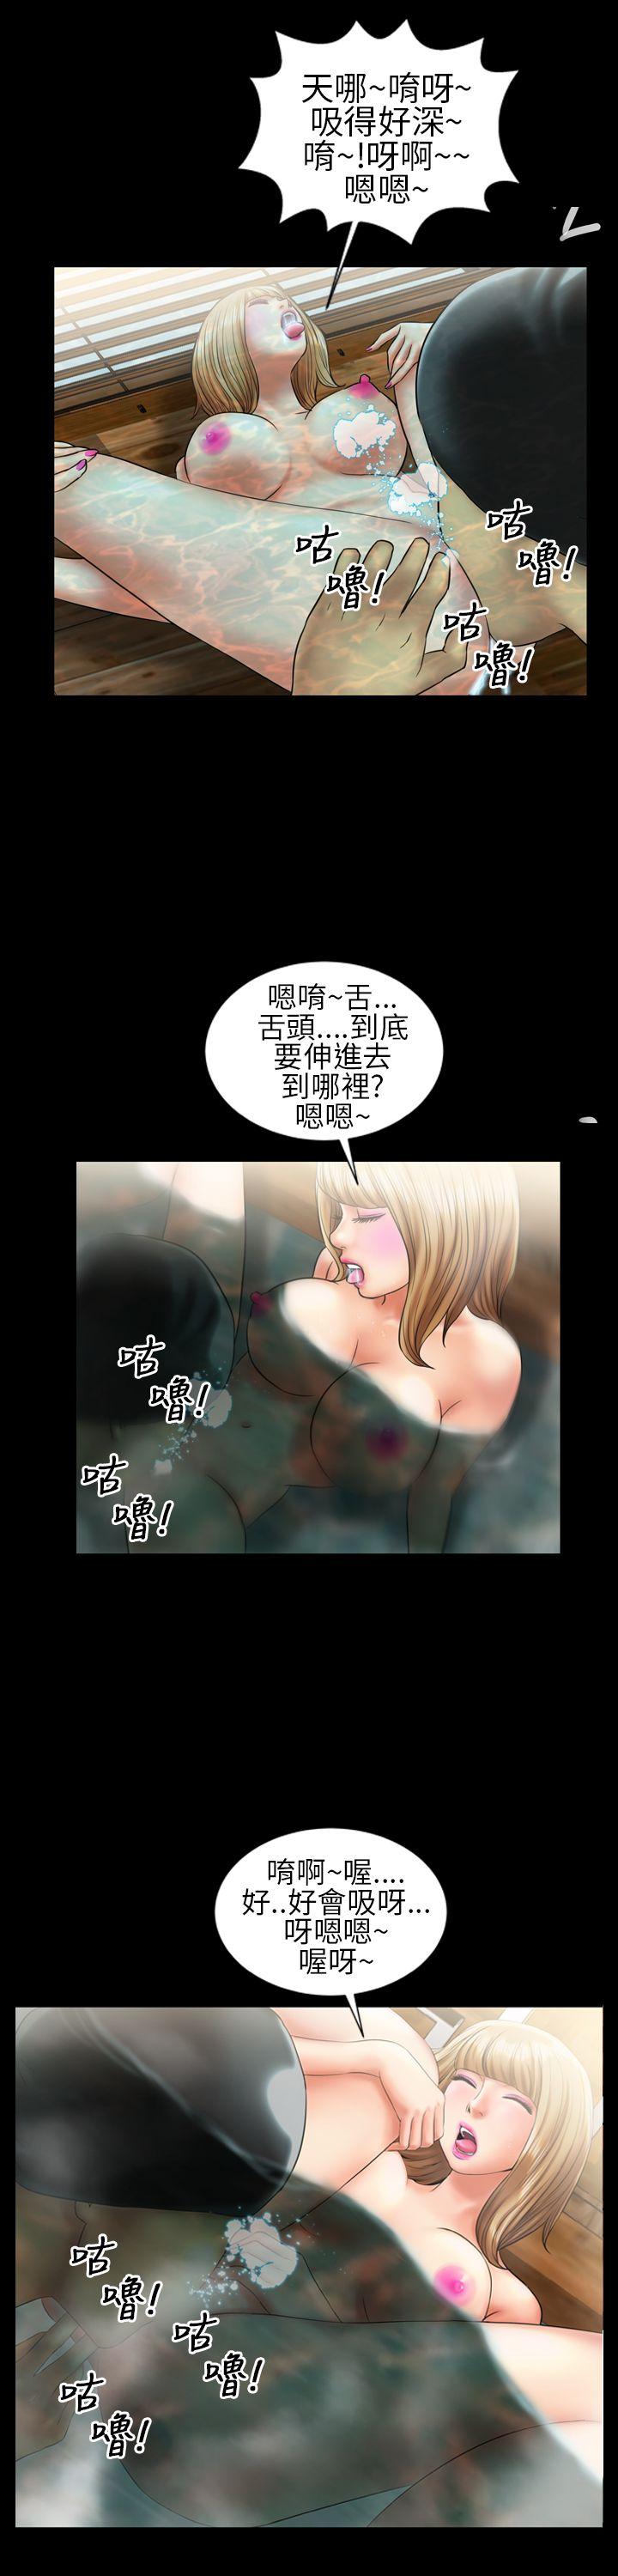 天哪~唷呀~
吸得好深~
唷~!呀啊~~
嗯嗯~
咕
嚕!
咕
嚕!
嗯唷~舌...
舌頭....到底
要伸進去
到哪裡?
嗯嗯~
咕
嚕!
咕
嚕!
唷啊~喔....
好..好會吸呀...
呀嗯嗯~
喔呀~
咕
嚕!
咕
嚕!
咕
嚕!